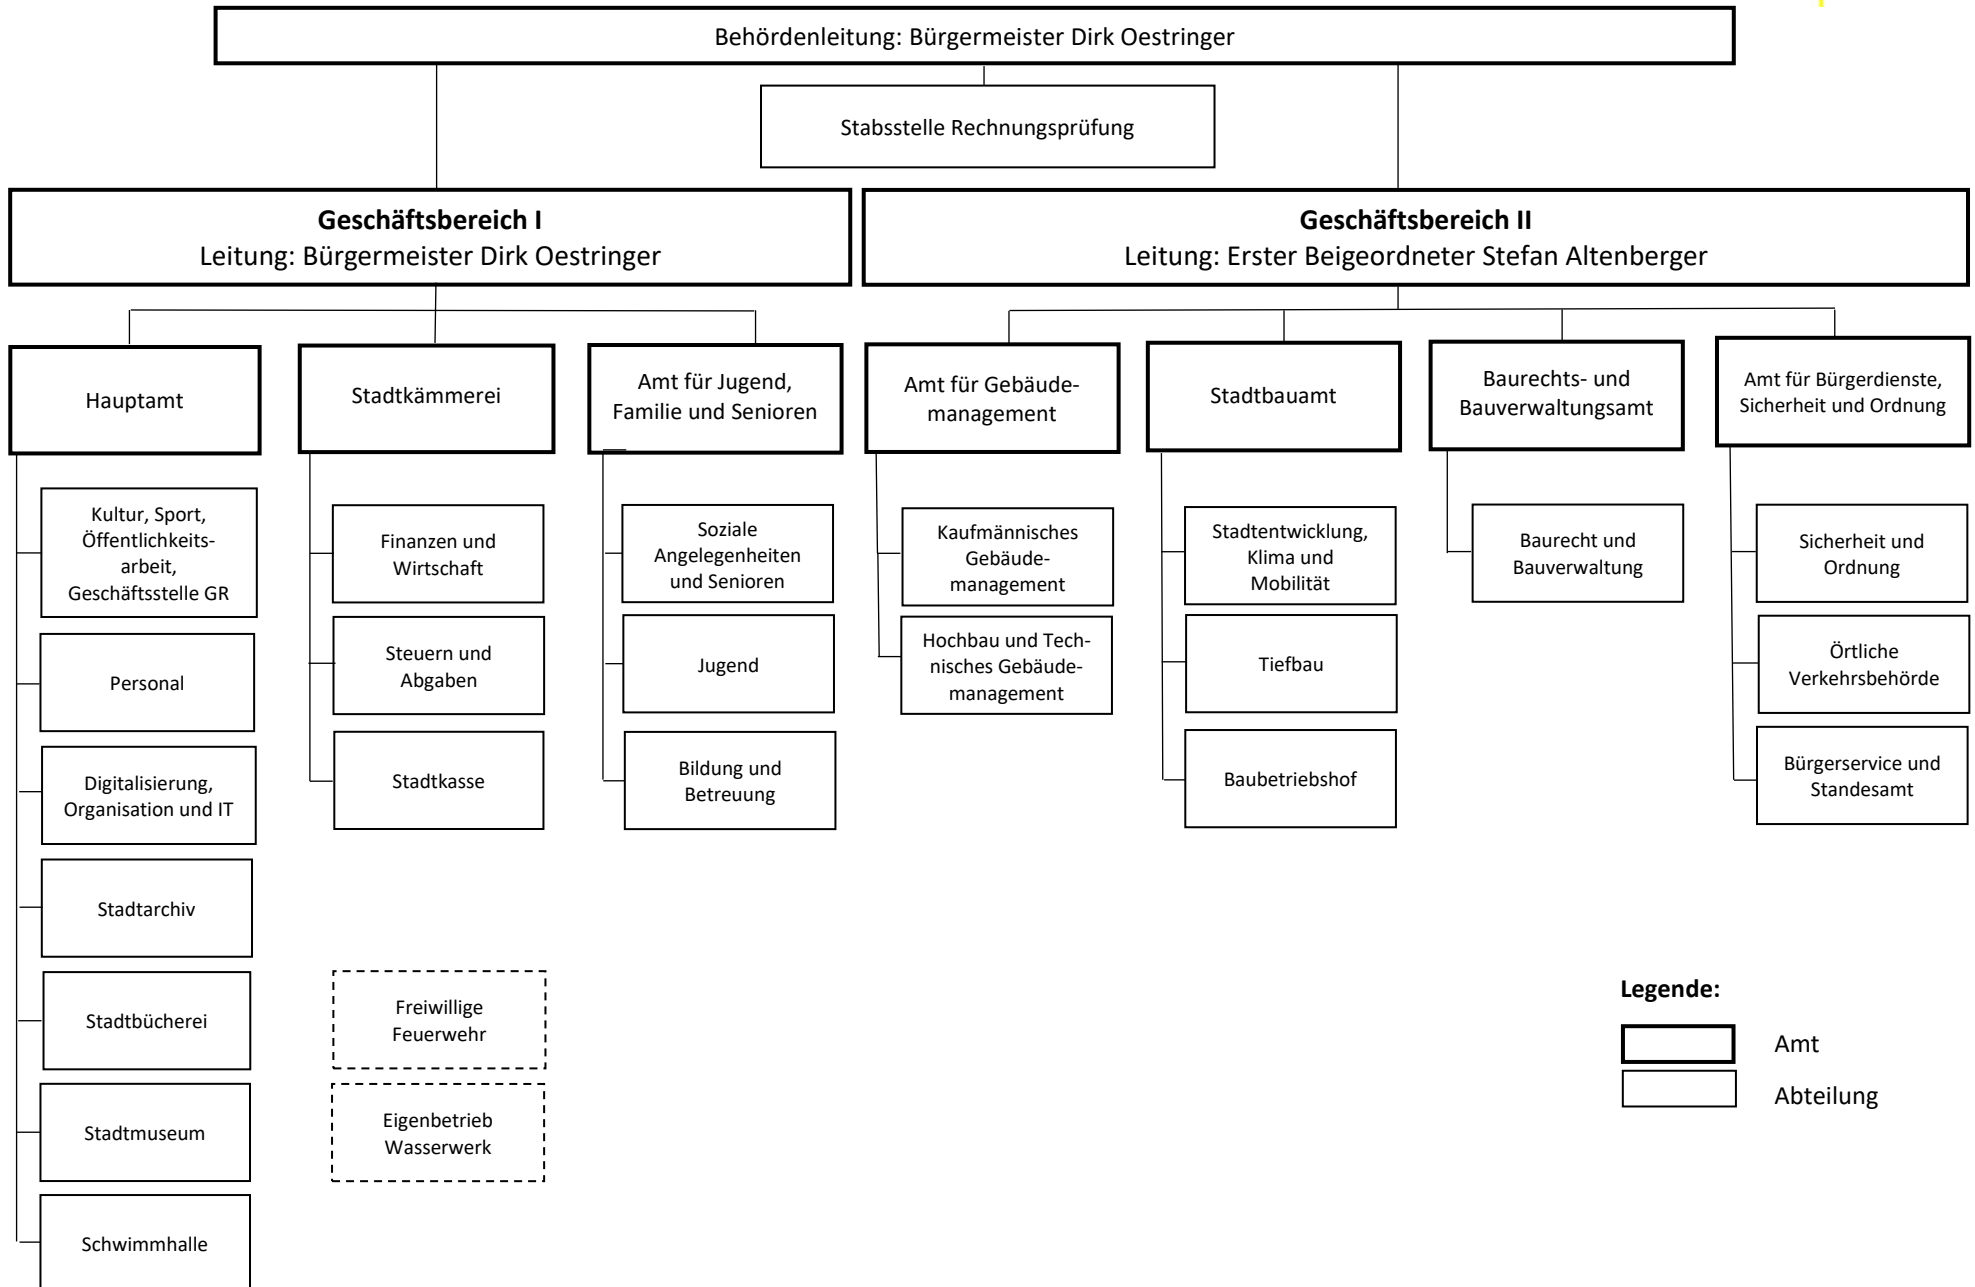 Behördenleitung: Bürgermeister Dirk Oestringer
Stabsstelle Rechnungsprüfung
Geschäftsbereich I
Leitung: Bürgermeister Dirk Oestringer
Geschäftsbereich II
Leitung: Erster Beigeordneter Stefan Altenberger
Hauptamt
Kultur, Sport,
Öffentlichkeits-
arbeit,
Geschäftsstelle GR
Personal
Digitalisierung,
Organisation und IT
Stadtarchiv
Stadtbücherei
Stadtmuseum
Schwimmhalle
Stadtkämmerei
Finanzen und
Wirtschaft
Steuern und
Abgaben
Stadtkasse
Freiwillige
Feuerwehr
Eigenbetrieb
Wasserwerk
Amt für Jugend,
Familie und Senioren
Soziale
Angelegenheiten
und Senioren
Jugend
Bildung und
Betreuung
Amt für Gebäude-
management
Kaufmännisches
Gebäude-
management
Hochbau und Tech-
nisches Gebäude-
management
Stadtbauamt
Stadtentwicklung,
Klima und
Mobilität
Tiefbau
Baubetriebshof
Baurechts- und
Bauverwaltungsamt
Baurecht und
Bauverwaltung
Amt für Bürgerdienste,
Sicherheit und Ordnung
Sicherheit und
Ordnung
Örtliche
Verkehrsbehörde
Bürgerservice und
Standesamt
Legende:
Amt
Abteilung